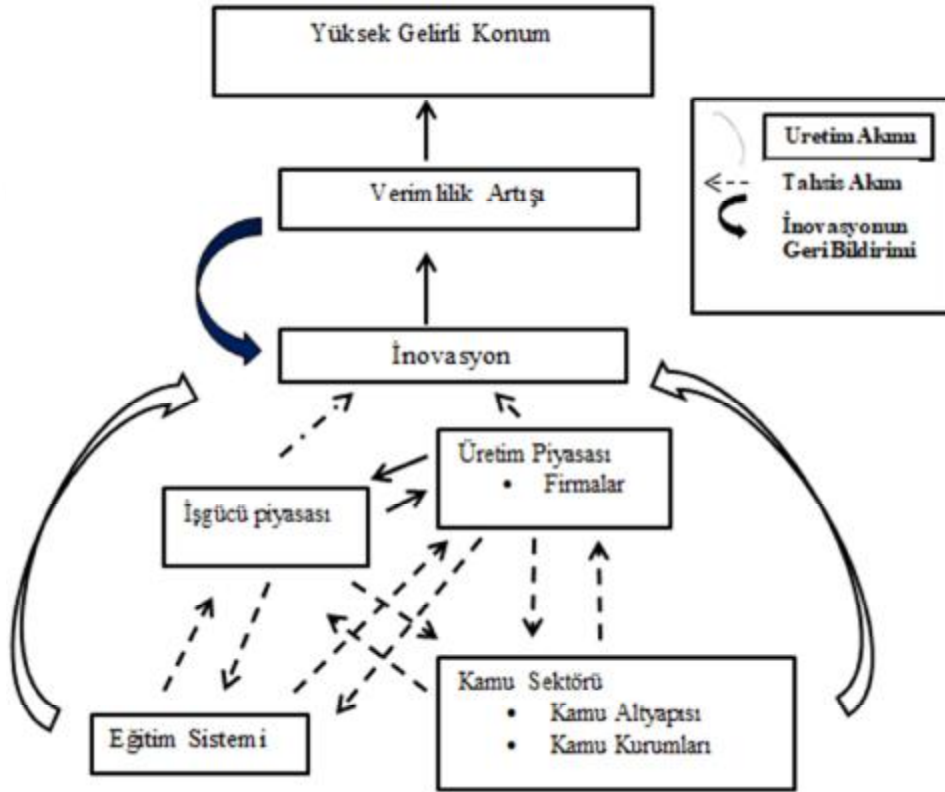 Yüksek Gelirli Konum
Üretim Akımı
Verimlilik Artışı
Tahsis Akım
İnovasyonun
Geri Bildirimi
İnovasyon
Üretim Piyasası
• Firmalar
İşgücü piyasası
Kamu Sektörü
• Kamu Altyapısı
• Kamu Kurumları
Eğitim Sistemi